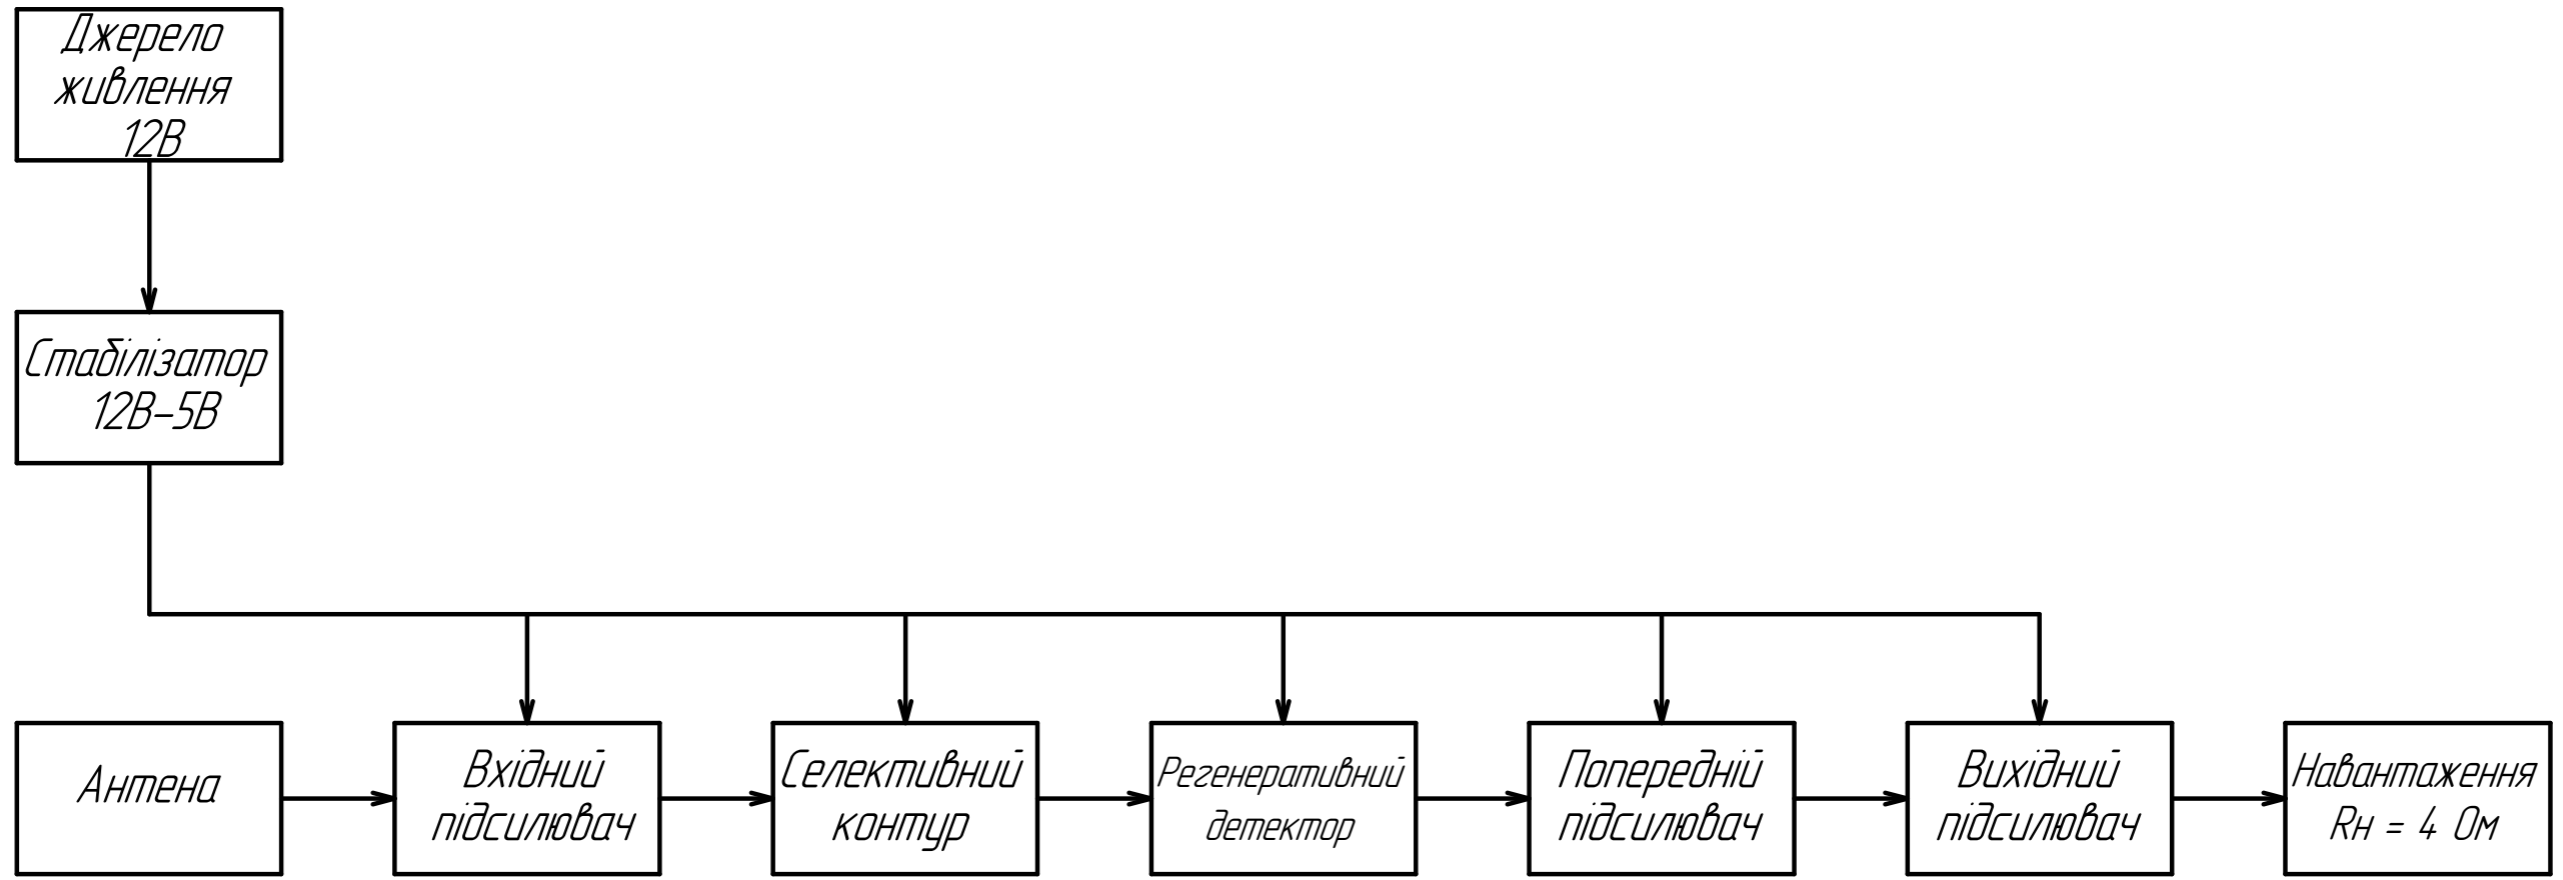 Джерело
живлення
12В
Стабілізатор
12В-5В
Антена
Вхідний
підсилювач
Селективний
контур
Регенеративний
детектор
Попередній
підсилювач
Вихідний
підсилювач
Навантаження
Rн = 4 Ом